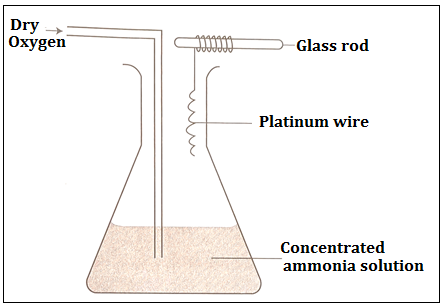 Dry
Oxygen
Glass rod
Platinum wire
Concentrated
ammonia solution